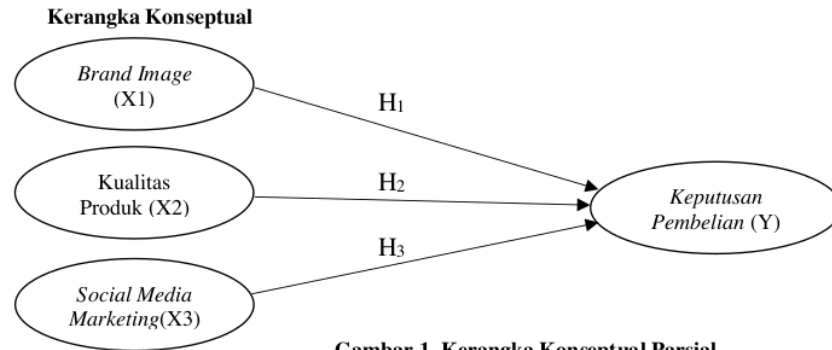 Kerangka Konseptual
Brand Image
(X1)
H1
Kualitas
Produk (X2)
H2
Keputusan
Pembelian (Y)
H3
Social Media
Marketing(X3)
Gambar 1. Kerangka Konseptual Parsial